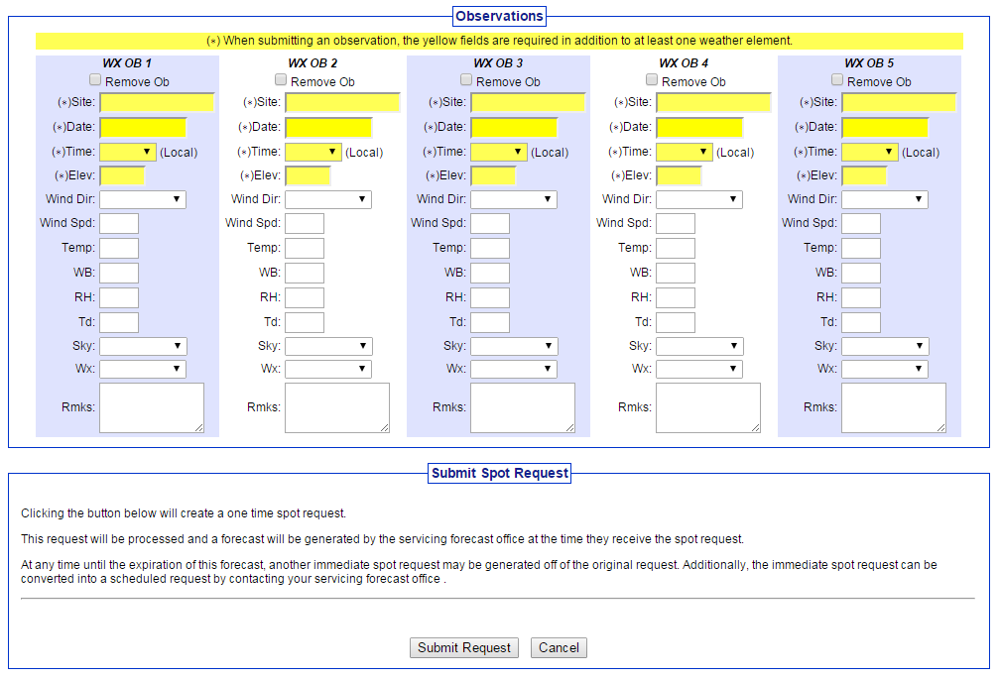 Observations
(*) When submitting an observation, the yellow fields are required in addition to at least one weather element.
WX OB 1 WX OB 2 WX OB 3 WX OB 4 WX OB 5
Remove Ob Remove Ob Remove Ob Remove Ob Remove Ob
(*)Site: (*)Site: (*)Site: (*)Site: (*)Site:
(*)Date: (*)Date: (*)Date: (*)Date: (*)Date:
(*)Time: (Local) (*)Time: (Local) (*)Time: (Local) (*)Time: (Local) (*)Time: (Local)
(*)Elev: (*)Elev: (*)Elev: (*)Elev: (*)Elev:
Wind Dir: Wind Dir: Wind Dir: Wind Dir: Wind Dir:
Wind Spd: Wind Spd: Wind Spd: Wind Spd: Wind Spd:
Temp: Temp: Temp: Temp: Temp:
WB: WB: WB: WB: WB:
RH: RH: RH: RH: RH:
Td: Td: Td: Td: Td:
Sky: Sky: Sky: Sky: Sky:
Wx: Wx: Wx: Wx: Wx:
Rmks: Rmks: Rmks: Rmks: Rmks:
Submit Spot Request
Clicking the button below will create a one time spot request.
This request will be processed and a forecast will be generated by the servicing forecast office at the time they receive the spot request.
At any time until the expiration of this forecast, another immediate spot request may be generated off of the original request. Additionally, the immediate spot request can be
converted into a scheduled request by contacting your servicing forecast office .
Submit Request Cancel